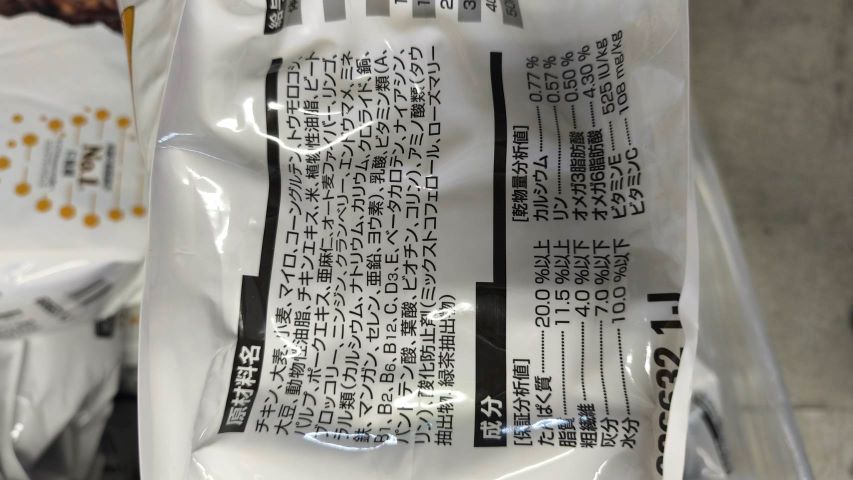 原材料名
チキン、大麦、小麦、マイロ、コーングルテン、トウモロコシ、
大豆、動物性油脂、チキンエキス、米、植物性油脂、ビート
パルプ、ポークエキス、亜麻仁、オート麦ファイバー、リンゴ、
ブロッコリー、ニンジン、クランベリー、エンドウマメ、ミネ
ラル類(カルシウム、ナトリウム、カリウム、クロライド、銅、
鉄、マンガン、セレン、亜鉛、ヨウ素)、乳酸、ビタミン類(A、
B1、B2、B6、B12、C、D3、E、ベータカロテン、ナイアシン、
パントテン酸、葉酸、ビオチン、コリン)、アミノ酸類(タウ
リン)、酸化防止剤(ミックストコフェロール、ローズマリー
抽出物、緑茶抽出物)
成分
[保証分析値]
たんぱく質 20.0 %以上
脂質 11.5 %以上
粗繊維 4.0 %以下
灰分 7.0 %以下
水分 10.0 %以下
[乾物量分析値]
カルシウム 0.77 %
リン 0.57 %
オメガ3脂肪酸 0.50 %
オメガ6脂肪酸 4.30 %
ビタミンE 525 IU/kg
ビタミンC 108 mg/kg
No.1